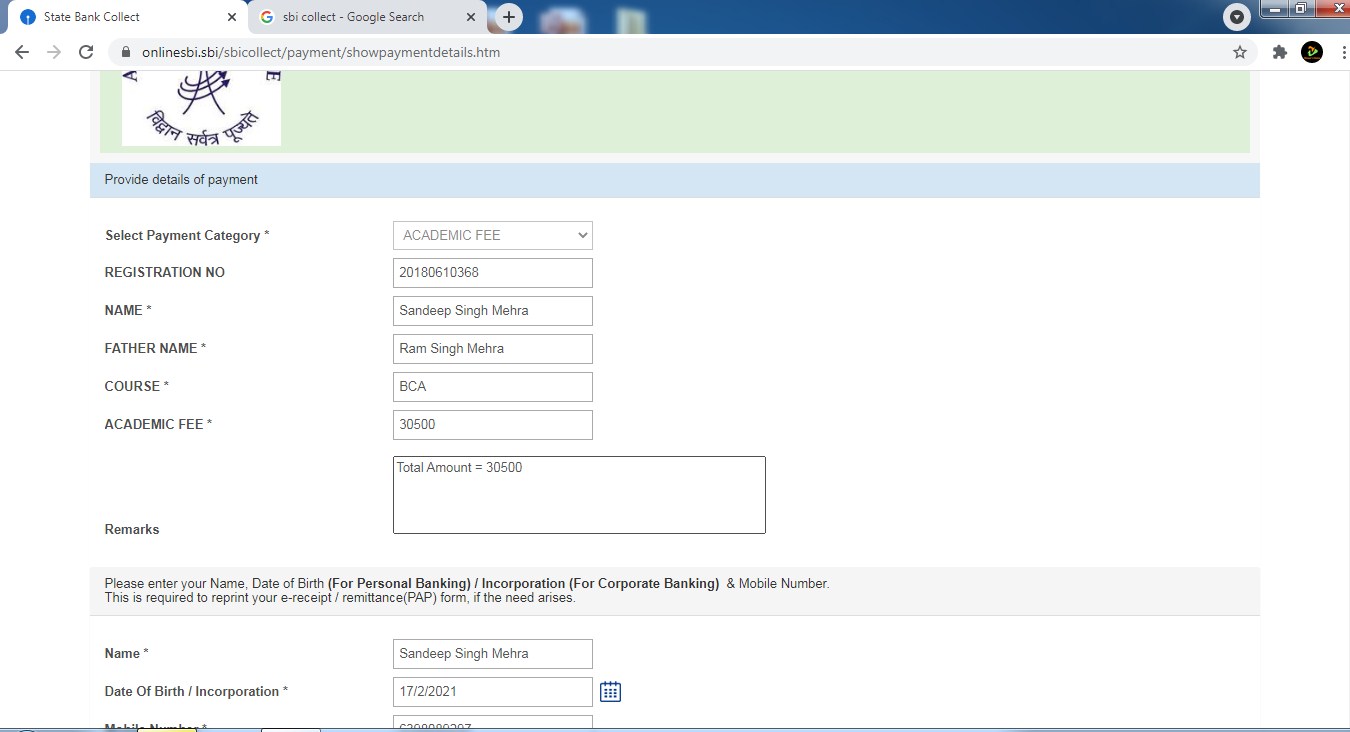 State Bank Collect
sbi collect - Google Search
onlinesbi.sbi/sbicollect/payment/showpaymentdetails.htm
A E
विद्वान सर्वत्र पूज्यते
Provide details of payment
Select Payment Category * ACADEMIC FEE
REGISTRATION NO 20180610368
NAME * Sandeep Singh Mehra
FATHER NAME * Ram Singh Mehra
COURSE * BCA
ACADEMIC FEE * 30500
Total Amount = 30500
Remarks
Please enter your Name, Date of Birth (For Personal Banking) / Incorporation (For Corporate Banking) & Mobile Number.
This is required to reprint your e-receipt / remittance(PAP) form, if the need arises.
Name * Sandeep Singh Mehra
Date Of Birth / Incorporation * 17/2/2021
Mobile Number *